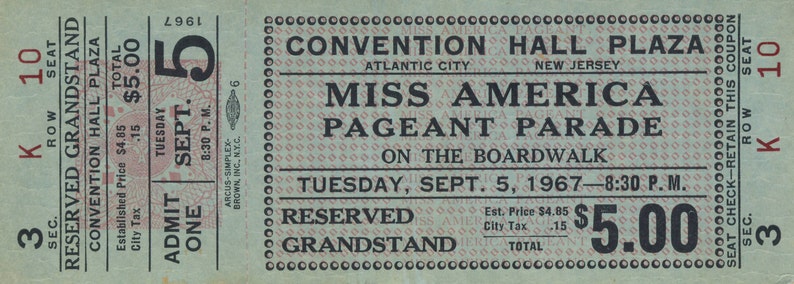 10
SEAT
K
ROW
3
SEC.
RESERVED GRANDSTAND
CONVENTION HALL PLAZA
Established Price $4.85
City Tax .15
TOTAL
$5.00
ADMIT
ONE
TUESDAY
SEPT. 5
8:30 P. M.
1967
ARCUS-SIMPLEX-
BROWN, INC., N.Y.C.
6
CONVENTION HALL PLAZA
ATLANTIC CITY NEW JERSEY
MISS AMERICA
PAGEANT PARADE
ON THE BOARDWALK
TUESDAY, SEPT. 5, 1967—8:30 P. M.
RESERVED
GRANDSTAND
Est. Price $4.85
City Tax .15
TOTAL
$5.00
SEAT CHECK—RETAIN THIS COUPON
SEAT
10
ROW
K
SEC.
3